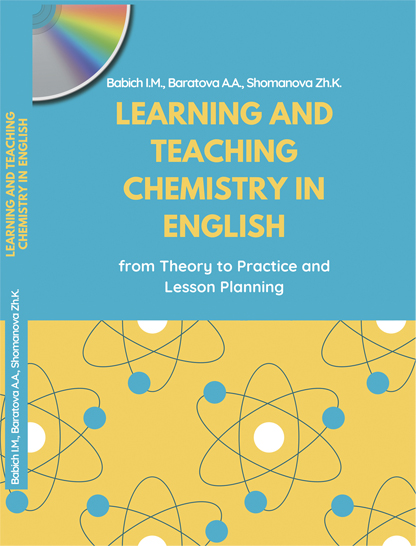 Babich I.M., Baratova A.A., Shomanova Zh.K.
LEARNING AND
TEACHING
CHEMISTRY IN
ENGLISH
from Theory to Practice and
Lesson Planning
LEARNING AND TEACHING
CHEMISTRY IN ENGLISH
Babich I.M., Baratova A.A., Shomanova Zh.K.